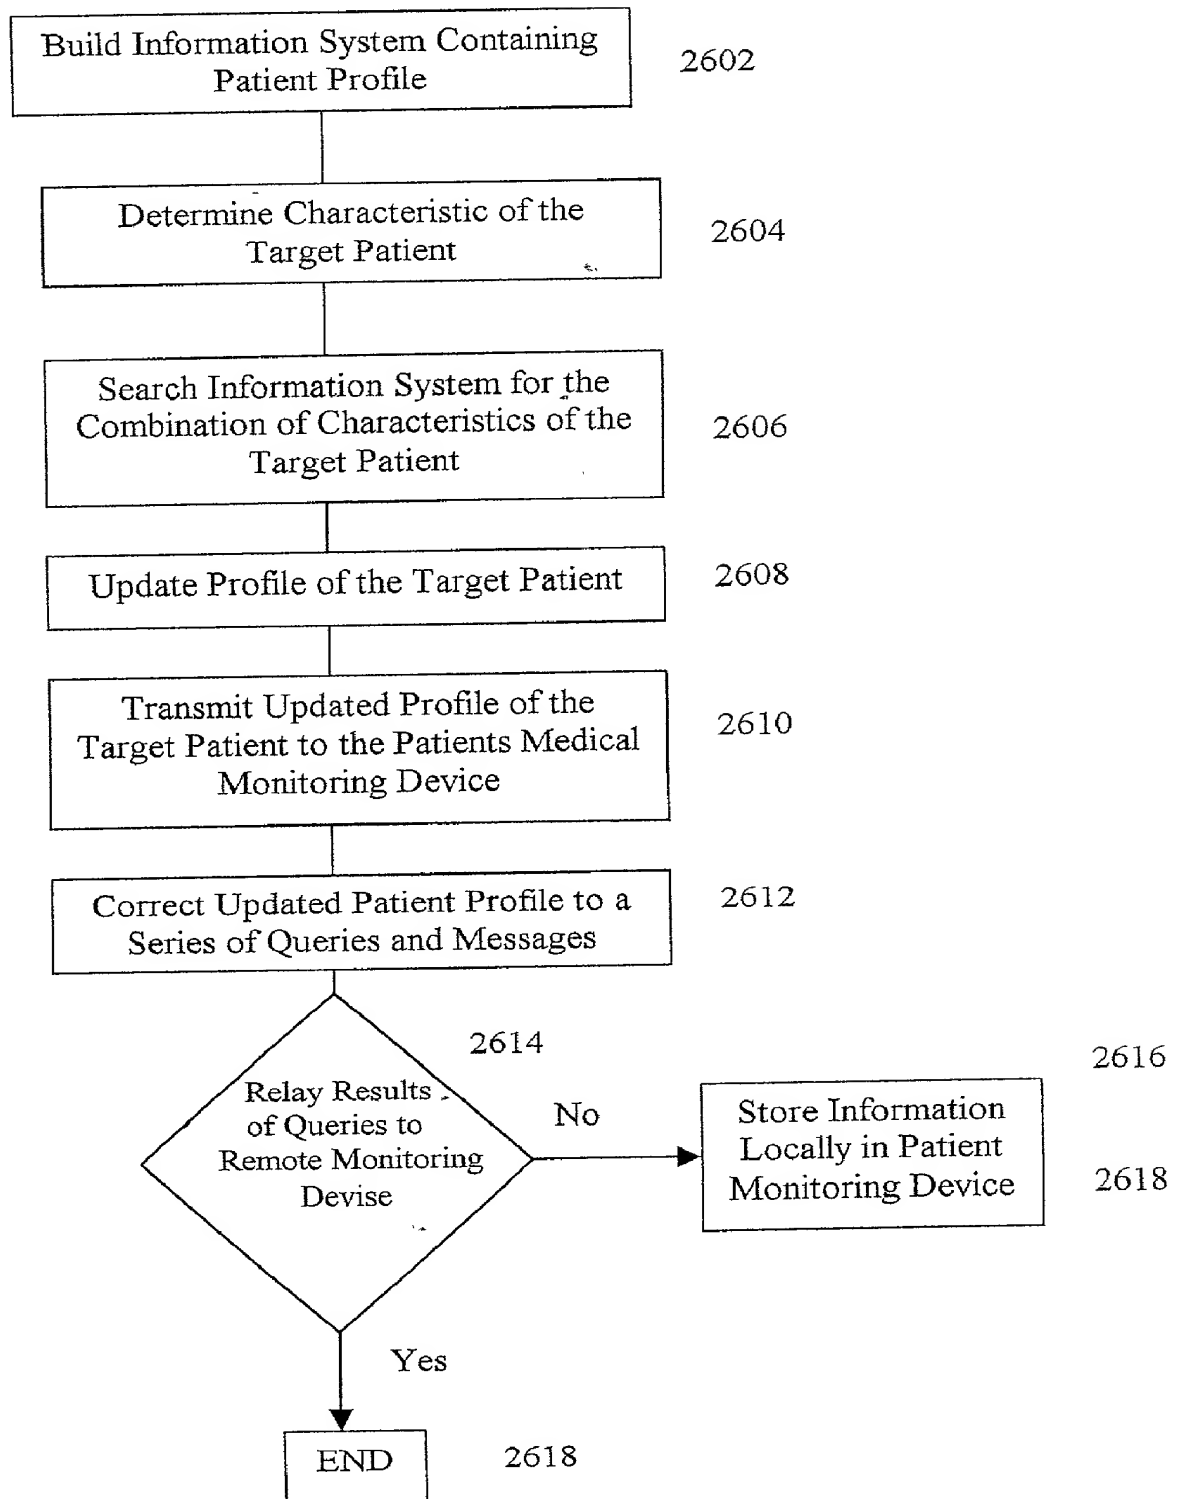 Build Information System Containing
Patient Profile
2602
Determine Characteristic of the
Target Patient
2604
Search Information System for the
Combination of Characteristics of the
Target Patient
2606
Update Profile of the Target Patient
2608
Transmit Updated Profile of the
Target Patient to the Patients Medical
Monitoring Device
2610
Correct Updated Patient Profile to a
Series of Queries and Messages
2612
2614
Relay Results
of Queries to
Remote Monitoring
Devise
No
2616
Store Information
Locally in Patient
Monitoring Device
2618
Yes
END
2618